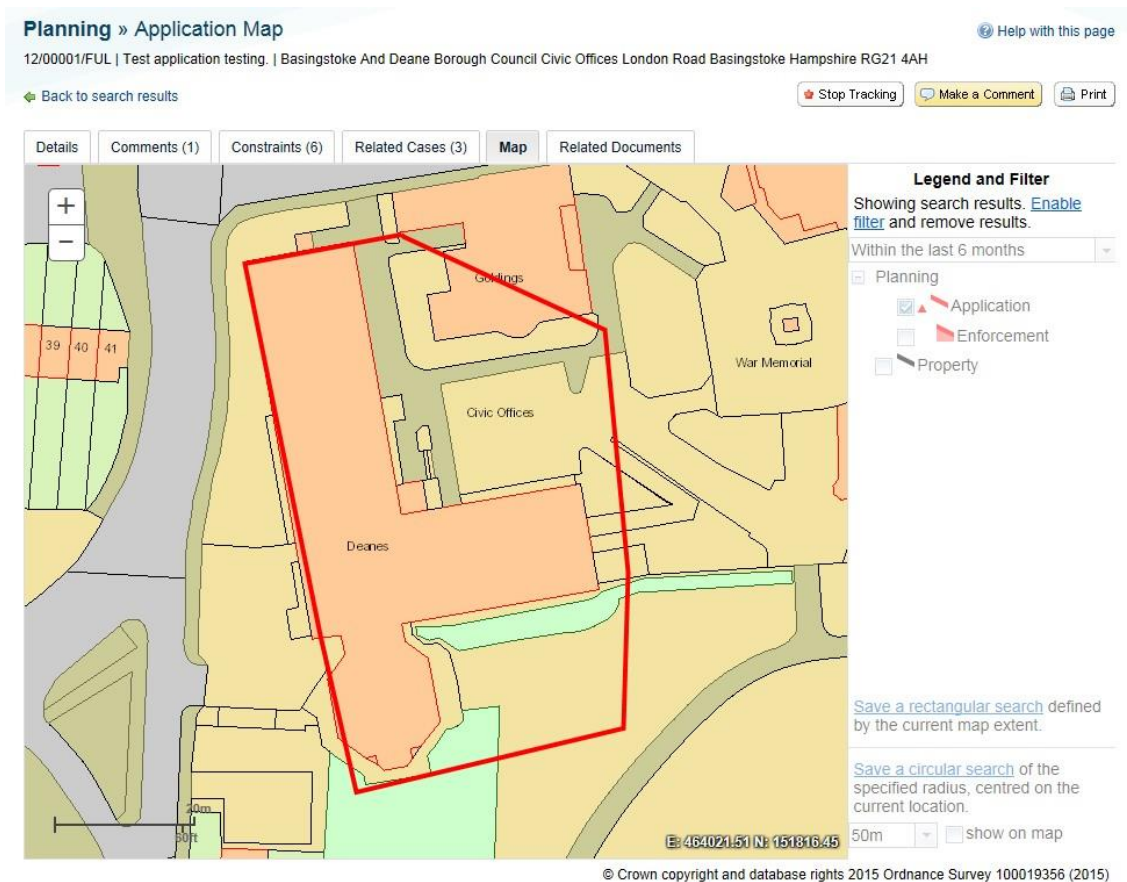 Planning » Application Map
Help with this page
12/00001/FUL | Test application testing. | Basingstoke And Deane Borough Council Civic Offices London Road Basingstoke Hampshire RG21 4AH
Back to search results
Stop Tracking
Make a Comment
Print
Details
Comments (1)
Constraints (6)
Related Cases (3)
Map
Related Documents
+
−
Goldings
39 40 41
War Memorial
Civic Offices
Deanes
20m
60ft
E: 464021.51 N: 151816.45
Legend and Filter
Showing search results. Enable
filter and remove results.
Within the last 6 months
Planning
Application
Enforcement
Property
Save a rectangular search defined
by the current map extent.
Save a circular search of the
specified radius, centred on the
current location.
50m
show on map
© Crown copyright and database rights 2015 Ordnance Survey 100019356 (2015)